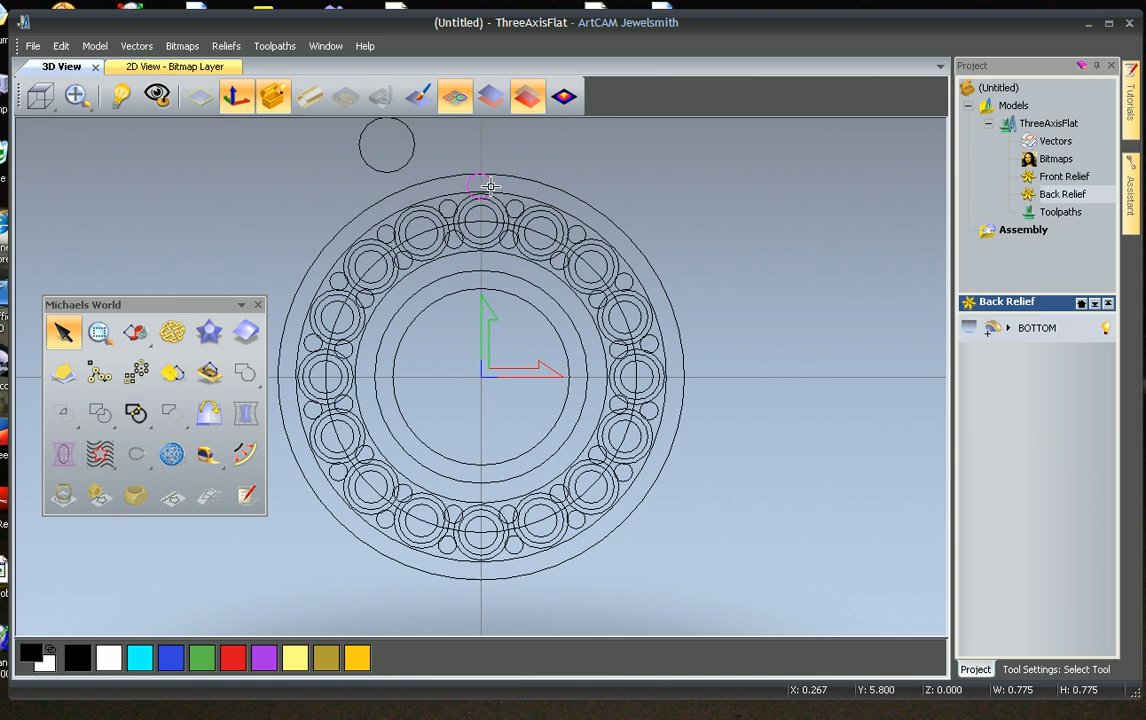 (Untitled) - ThreeAxisFlat - ArtCAM Jewelsmith
File Edit Model Vectors Bitmaps Reliefs Toolpaths Window Help
3D View 2D View - Bitmap Layer
Project
(Untitled)
Models
ThreeAxisFlat
Vectors
Bitmaps
Front Relief
Back Relief
Toolpaths
Assembly
Tutorials
Assistant
Michaels World
Back Relief
BOTTOM
Project Tool Settings: Select Tool
X: 0.267 Y: 5.800 Z: 0.000 W: 0.775 H: 0.775